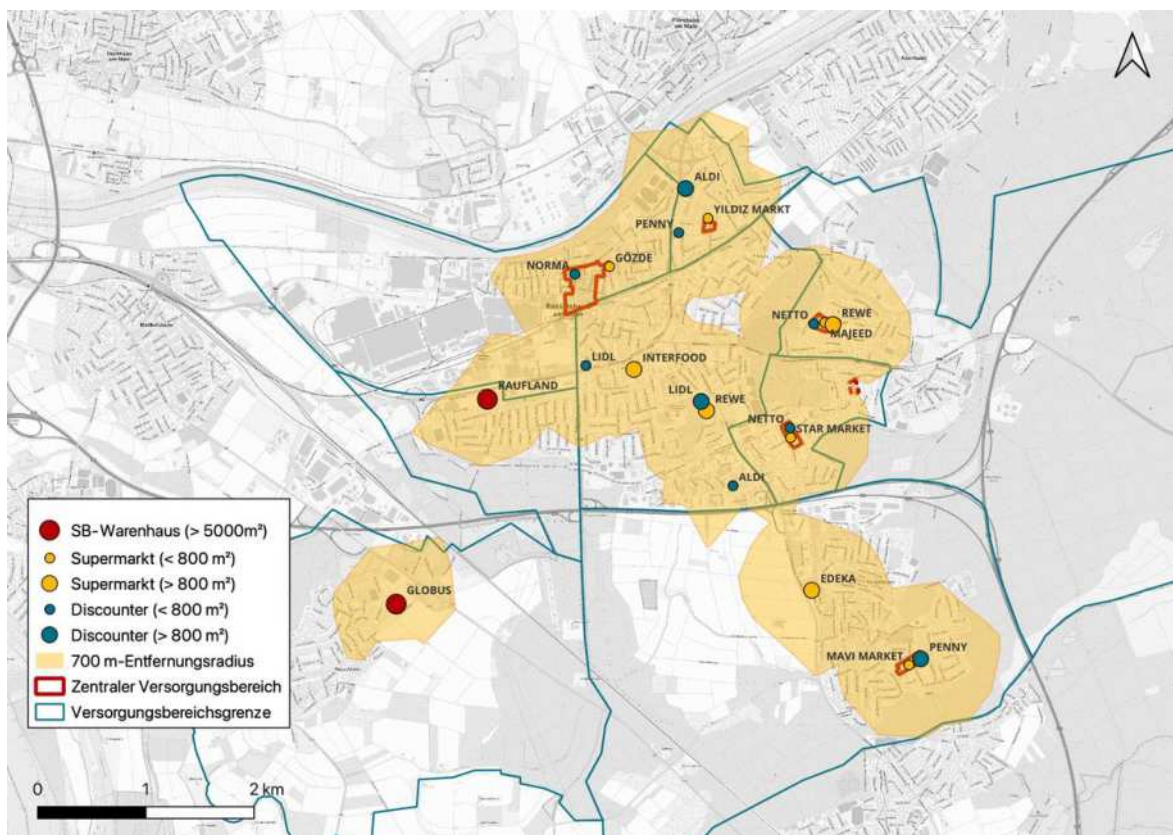 ALDI
YILDIZ MARKT
PENNY
GÖZDE
NORMA
NETTO
REWE
MAJEED
LIDL
INTERFOOD
KAUFLAND
LIDL
REWE
NETTO
STAR MARKET
ALDI
SB-Warenhaus (> 5000m²)
Supermarkt (< 800 m²)
Supermarkt (> 800 m²)
Discounter (< 800 m²)
Discounter (> 800 m²)
700 m-Entfernungsradius
Zentraler Versorgungsbereich
Versorgungsbereichsgrenze
GLOBUS
EDEKA
MAVI MARKET
PENNY
0 1 2 km